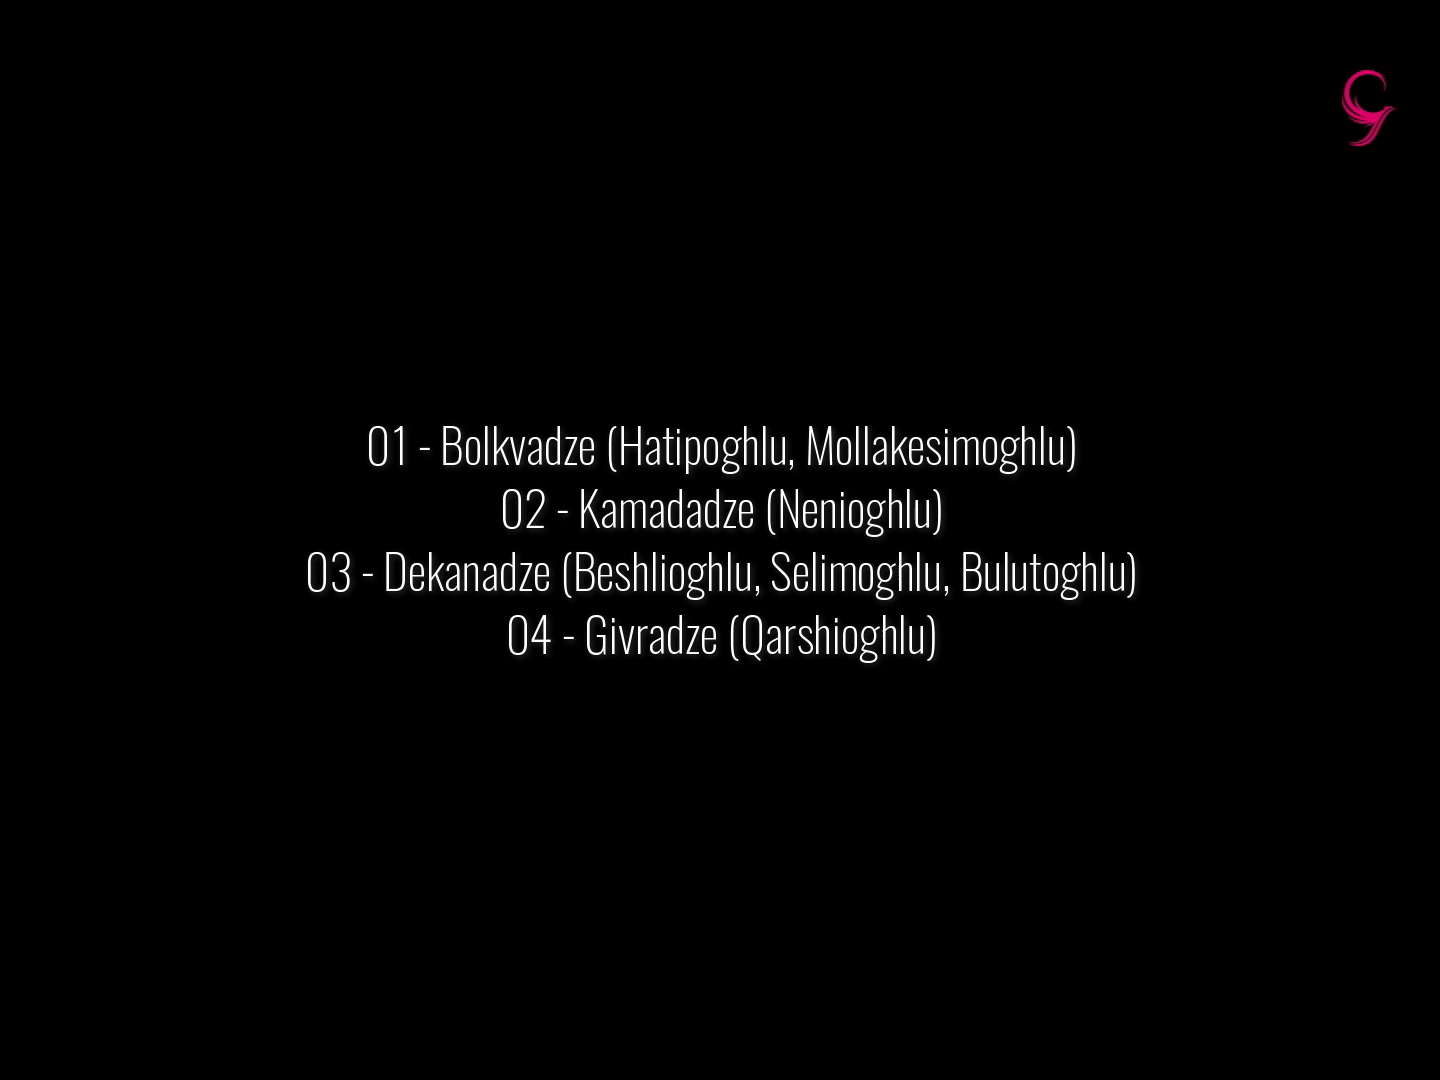 01 - Bolkvadze (Hatipoghlu, Mollakesimoghlu)
02 - Kamadadze (Nenioghlu)
03 - Dekanadze (Beshlioghlu, Selimoghlu, Bulutoghlu)
04 - Givradze (Qarshioghlu)